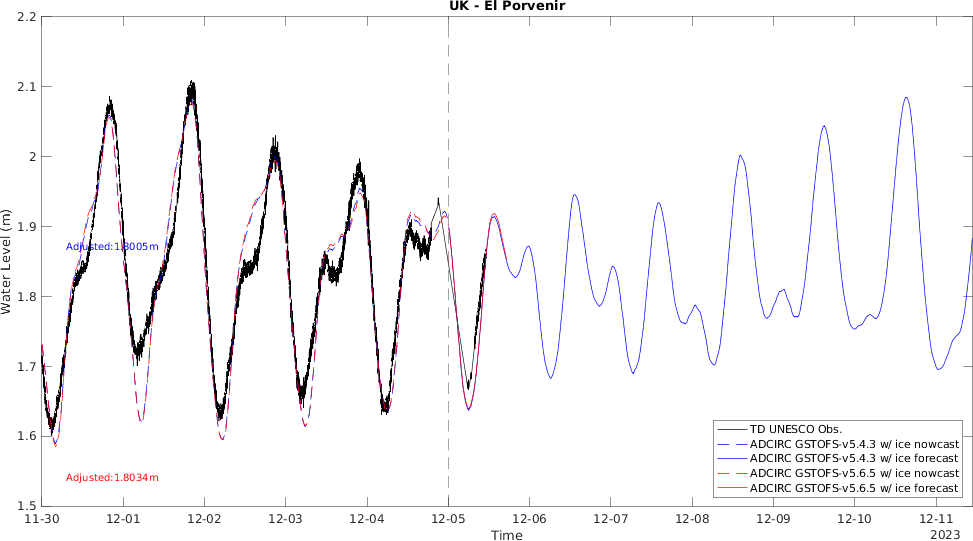 UK - El Porvenir
2.2
2.1
2
1.9
1.8
1.7
1.6
1.5
Water Level (m)
Adjusted:1.8005m
Adjusted:1.8034m
TD UNESCO Obs.
ADCIRC GSTOFS-v5.4.3 w/ ice nowcast
ADCIRC GSTOFS-v5.4.3 w/ ice forecast
ADCIRC GSTOFS-v5.6.5 w/ ice nowcast
ADCIRC GSTOFS-v5.6.5 w/ ice forecast
11-30 12-01 12-02 12-03 12-04 12-05 12-06 12-07 12-08 12-09 12-10 12-11
2023
Time